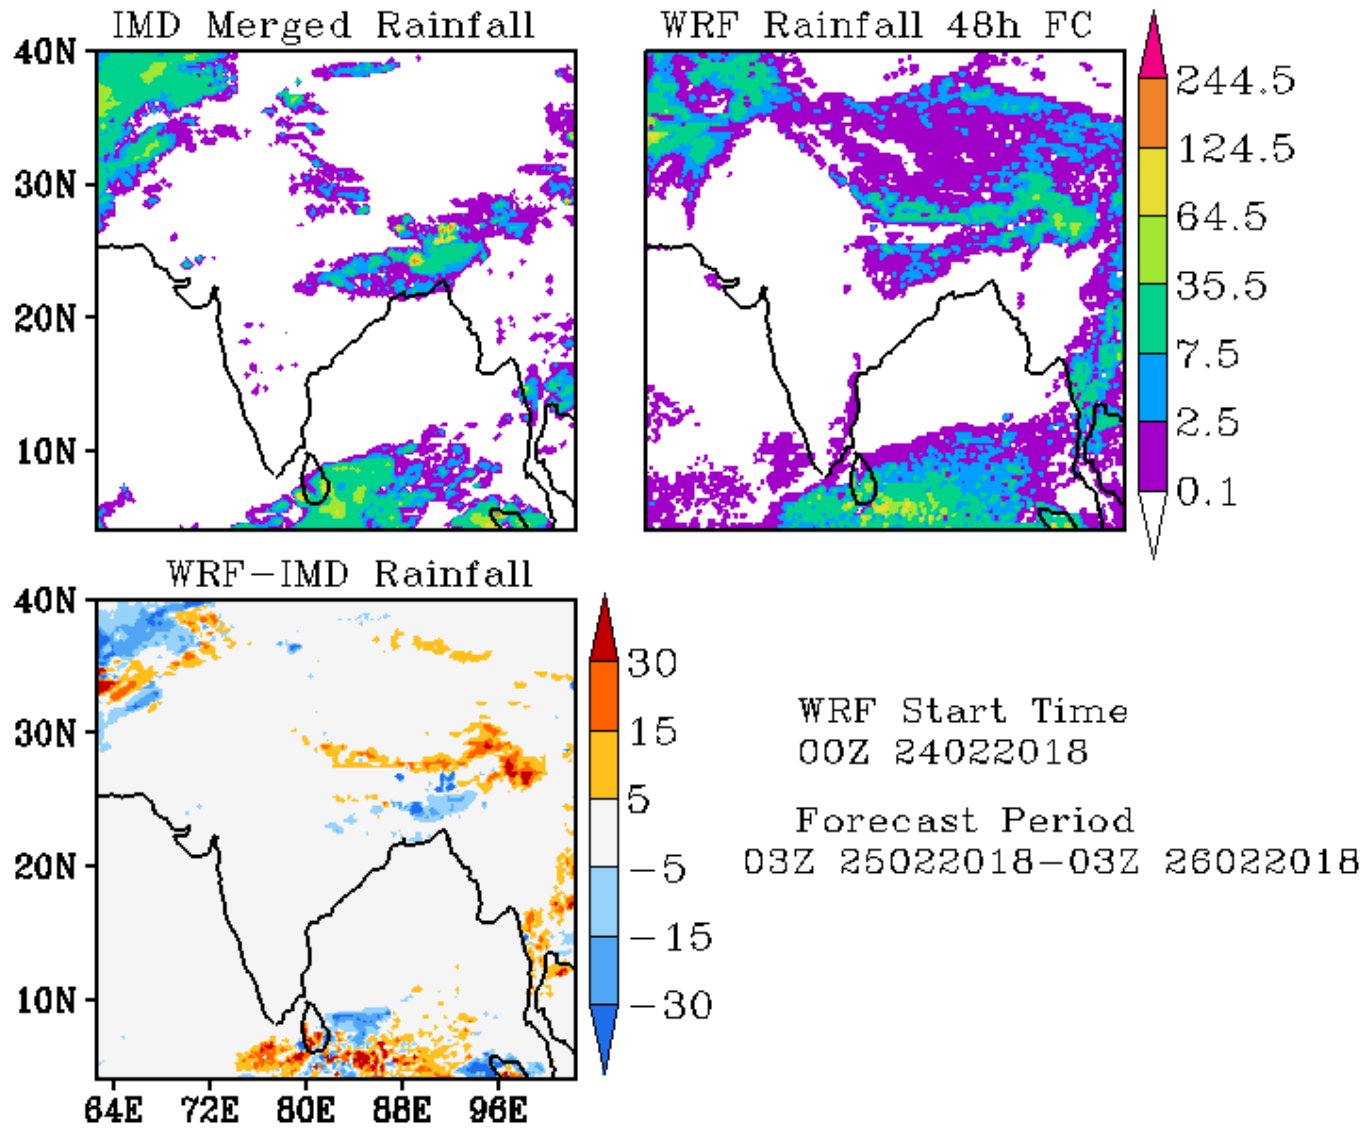 IMD Merged Rainfall
WRF Rainfall 48h FC
40N
30N
20N
10N
244.5
124.5
64.5
35.5
7.5
2.5
0.1
WRF-IMD Rainfall
40N
30N
20N
10N
64E 72E 80E 88E 96E
30
15
5
-5
-15
-30
WRF Start Time
00Z 24022018
Forecast Period
03Z 25022018-03Z 26022018